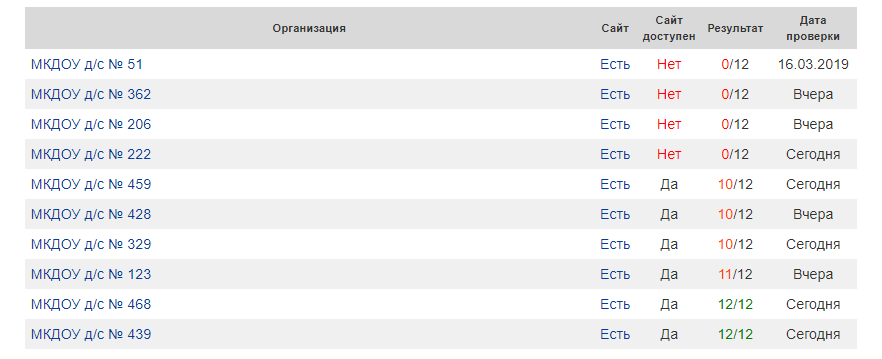 Организация Сайт Сайт доступен Результат Дата проверки
МКДОУ д/с № 51 Есть Нет 0/12 16.03.2019
МКДОУ д/с № 362 Есть Нет 0/12 Вчера
МКДОУ д/с № 206 Есть Нет 0/12 Вчера
МКДОУ д/с № 222 Есть Нет 0/12 Сегодня
МКДОУ д/с № 459 Есть Да 10/12 Сегодня
МКДОУ д/с № 428 Есть Да 10/12 Вчера
МКДОУ д/с № 329 Есть Да 10/12 Сегодня
МКДОУ д/с № 123 Есть Да 11/12 Вчера
МКДОУ д/с № 468 Есть Да 12/12 Сегодня
МКДОУ д/с № 439 Есть Да 12/12 Сегодня